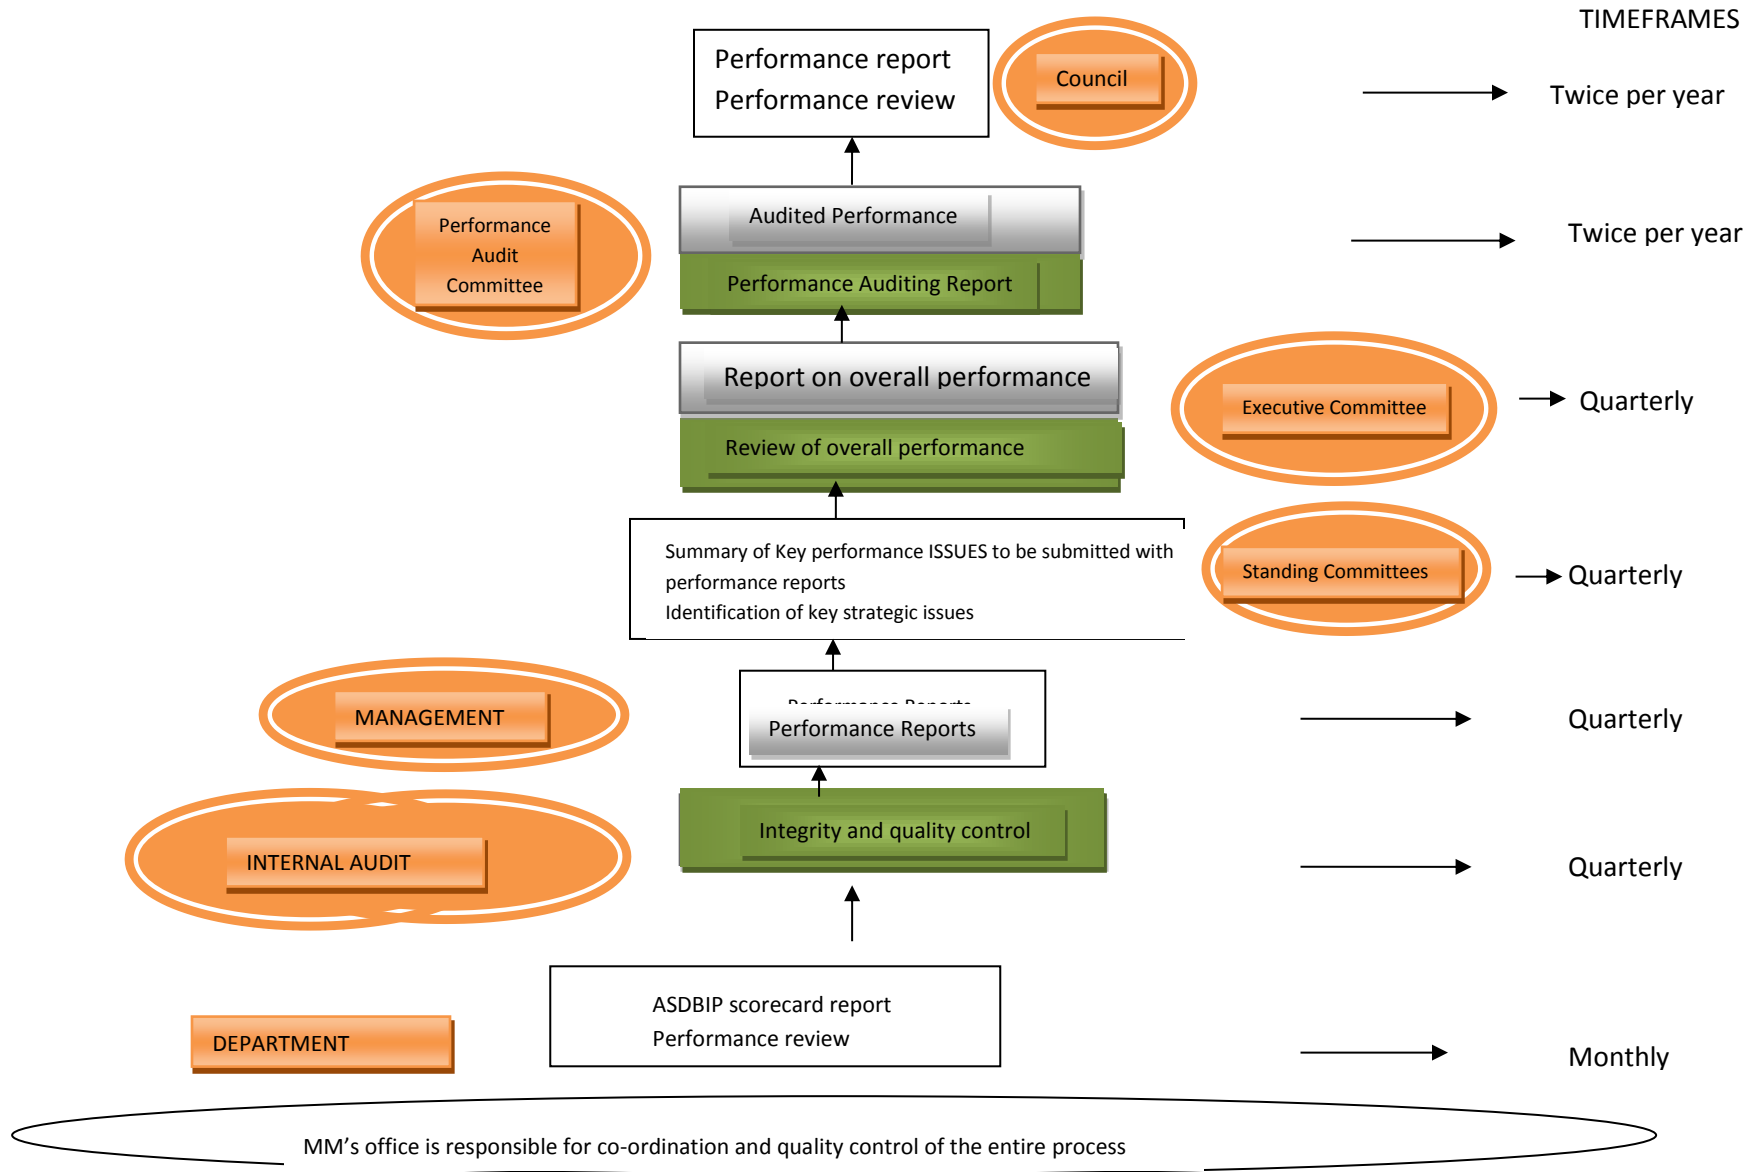 TIMEFRAMES
Performance report
Performance review
Council
Twice per year
Performance
Audit
Committee
Audited Performance
Performance Auditing Report
Twice per year
Report on overall performance
Review of overall performance
Executive Committee
Quarterly
Summary of Key performance ISSUES to be submitted with
performance reports
Identification of key strategic issues
Standing Committees
Quarterly
MANAGEMENT
Performance Reports
Performance Reports
Quarterly
INTERNAL AUDIT
Integrity and quality control
Quarterly
DEPARTMENT
ASDBIP scorecard report
Performance review
Monthly
MM's office is responsible for co-ordination and quality control of the entire process